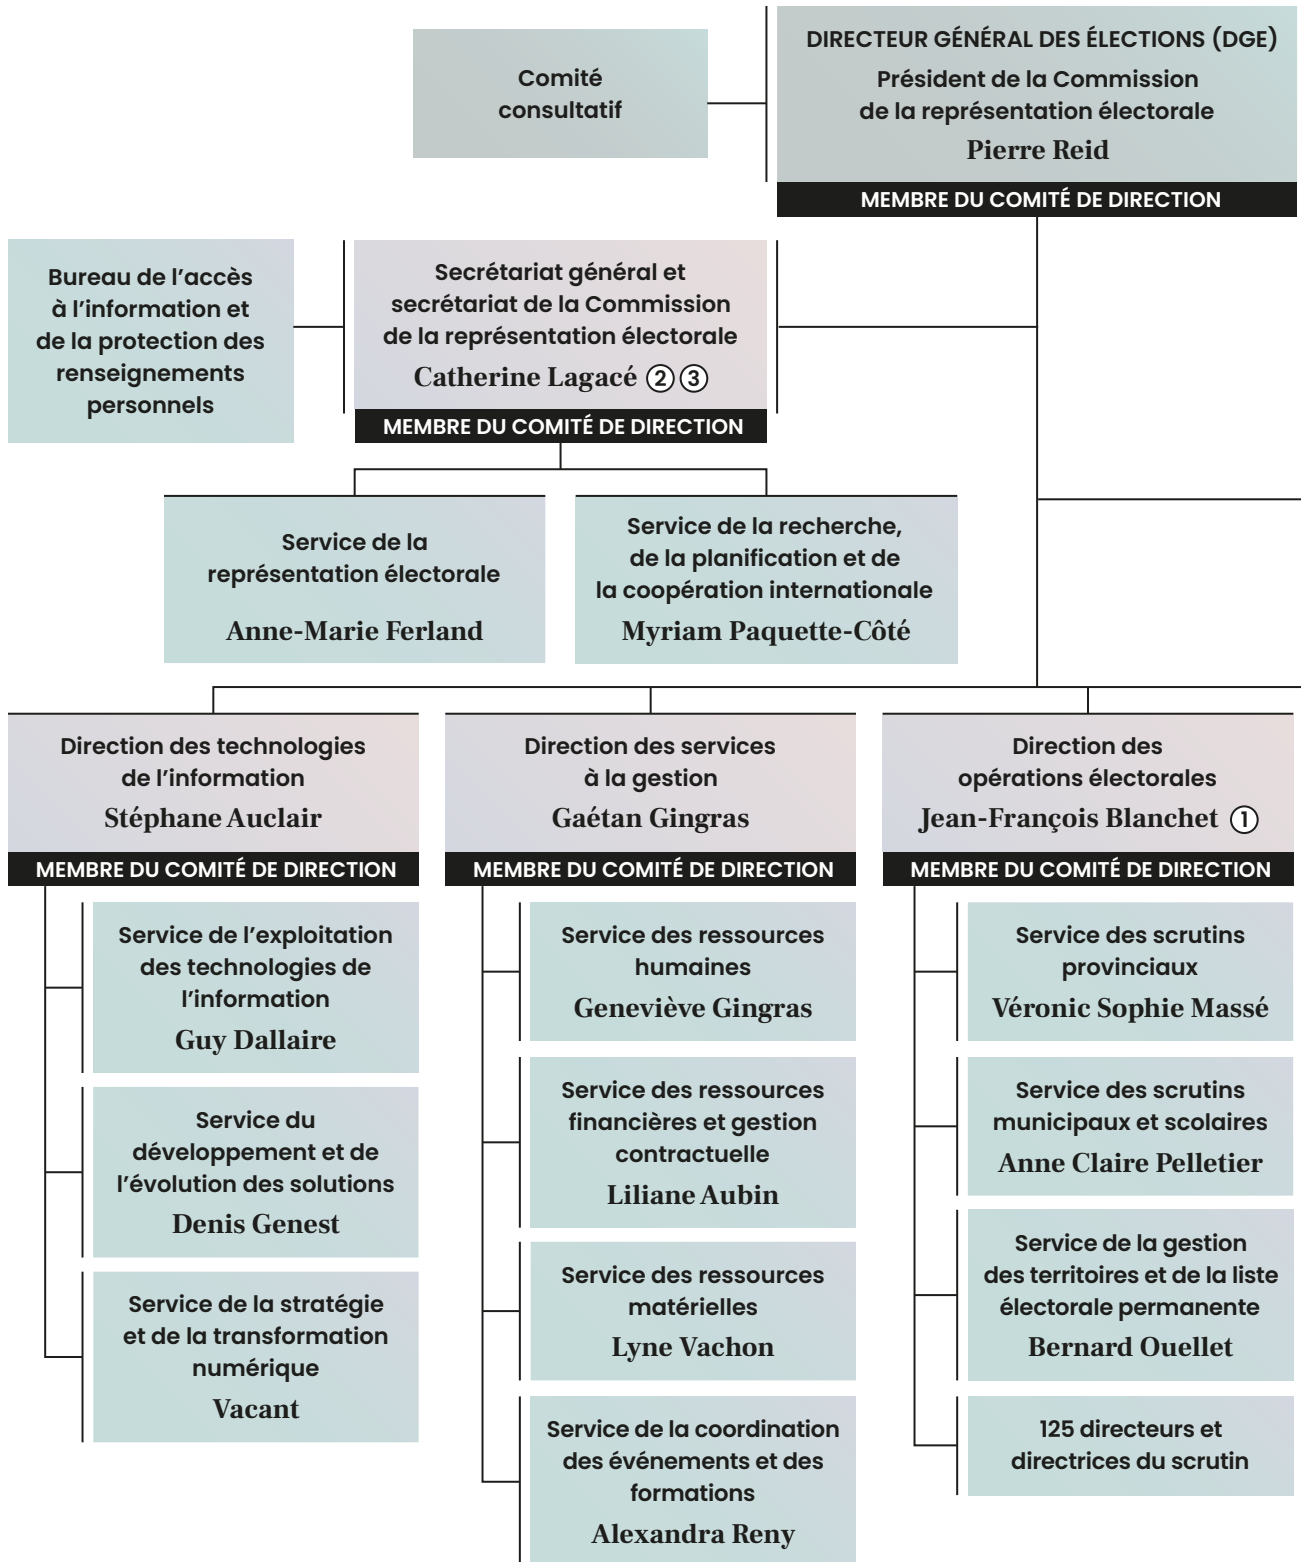 Comité
consultatif
DIRECTEUR GÉNÉRAL DES ÉLECTIONS (DGE)
Président de la Commission
de la représentation électorale
Pierre Reid
MEMBRE DU COMITÉ DE DIRECTION
Bureau de l’accès
à l’information et
de la protection des
renseignements
personnels
Secrétariat général et
secrétariat de la Commission
de la représentation électorale
Catherine Lagacé ② ③
MEMBRE DU COMITÉ DE DIRECTION
Service de la
représentation électorale
Anne-Marie Ferland
Service de la recherche,
de la planification et de
la coopération internationale
Myriam Paquette-Côté
Direction des technologies
de l’information
Stéphane Auclair
MEMBRE DU COMITÉ DE DIRECTION
Service de l’exploitation
des technologies de
l’information
Guy Dallaire
Service du
développement et de
l’évolution des solutions
Denis Genest
Service de la stratégie
et de la transformation
numérique
Vacant
Direction des services
à la gestion
Gaétan Gingras
MEMBRE DU COMITÉ DE DIRECTION
Service des ressources
humaines
Geneviève Gingras
Service des ressources
financières et gestion
contractuelle
Liliane Aubin
Service des ressources
matérielles
Lyne Vachon
Service de la coordination
des événements et des
formations
Alexandra Reny
Direction des
opérations électorales
Jean-François Blanchet ①
MEMBRE DU COMITÉ DE DIRECTION
Service des scrutins
provinciaux
Véronic Sophie Massé
Service des scrutins
municipaux et scolaires
Anne Claire Pelletier
Service de la gestion
des territoires et de la liste
électorale permanente
Bernard Ouellet
125 directeurs et
directrices du scrutin